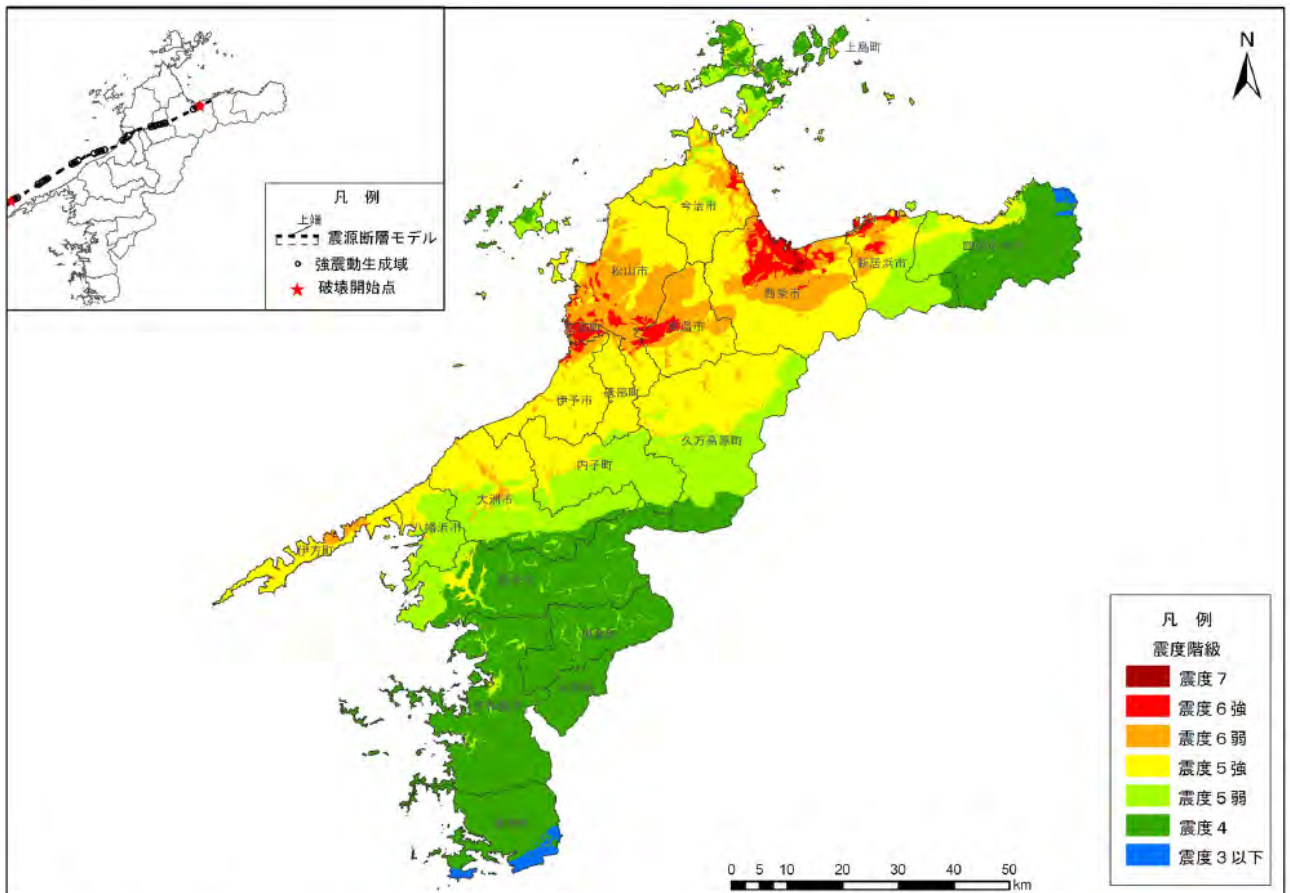 凡 例
上端
震源断層モデル
強震動生成域
破壊開始点
N
上島町
今治市
松山市
西条市
新居浜市
伊予市
砥部町
久万高原町
内子町
大洲市
八幡浜市
伊方町
凡 例
震度階級
震度7
震度6強
震度6弱
震度5強
震度5弱
震度4
震度3以下
0 5 10 20 30 40 50
km